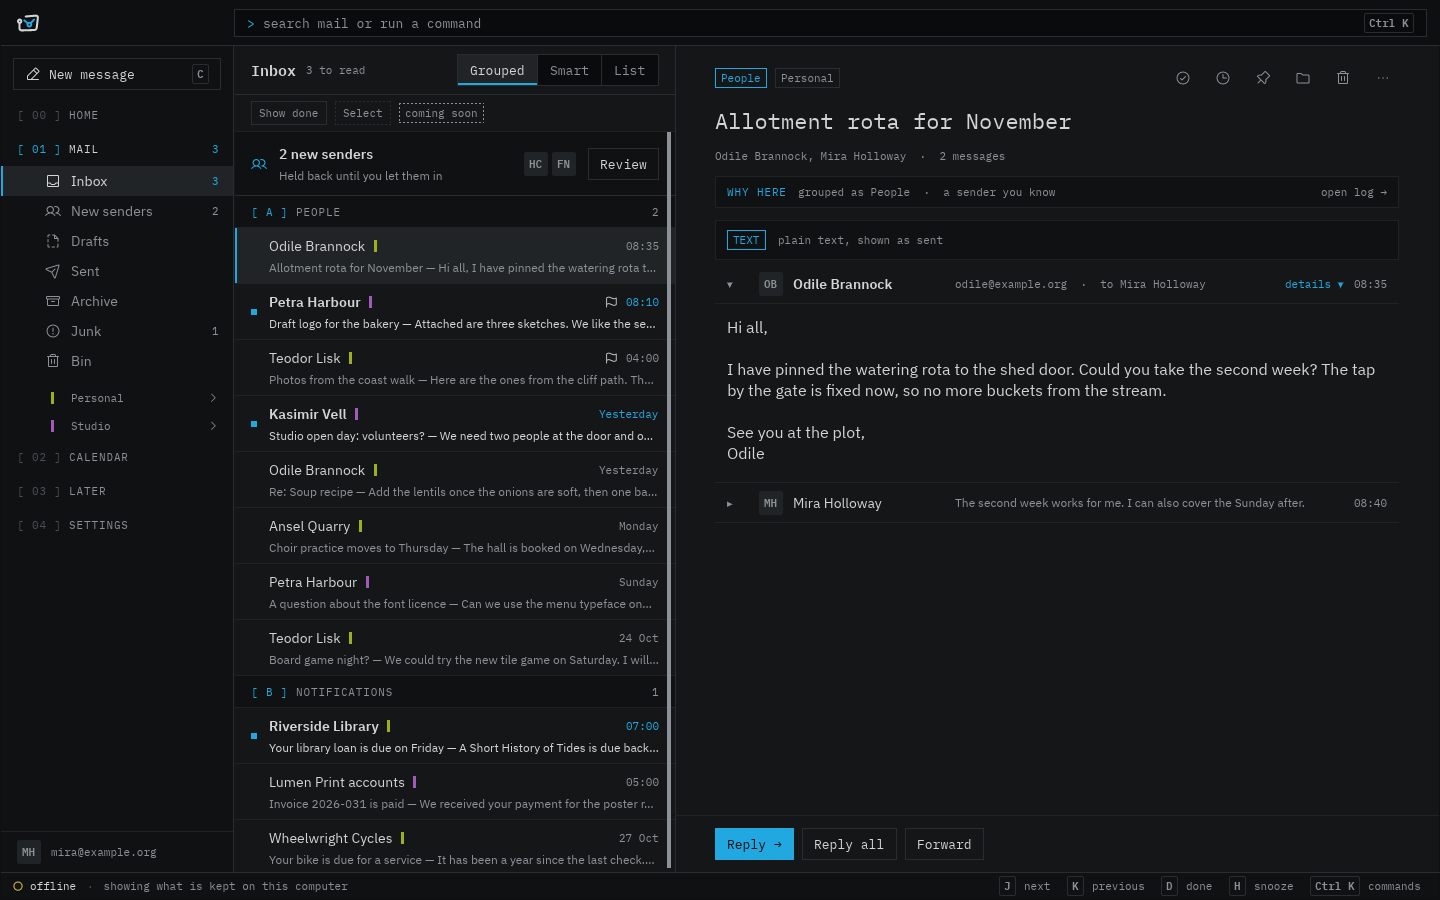 > search mail or run a command Ctrl K
New message C
[ 00 ] HOME
[ 01 ] MAIL 3
Inbox 3
New senders 2
Drafts
Sent
Archive
Junk 1
Bin
Personal
Studio
[ 02 ] CALENDAR
[ 03 ] LATER
[ 04 ] SETTINGS
MH mira@example.org
Inbox 3 to read Grouped Smart List
Show done Select coming soon
2 new senders
Held back until you let them in
HC FN Review
[ A ] PEOPLE 2
Odile Brannock 08:35
Allotment rota for November — Hi all, I have pinned the watering rota t...
Petra Harbour 08:10
Draft logo for the bakery — Attached are three sketches. We like the se...
Teodor Lisk 04:00
Photos from the coast walk — Here are the ones from the cliff path. Th...
Kasimir Vell Yesterday
Studio open day: volunteers? — We need two people at the door and o...
Odile Brannock Yesterday
Re: Soup recipe — Add the lentils once the onions are soft, then one ba...
Ansel Quarry Monday
Choir practice moves to Thursday — The hall is booked on Wednesday,...
Petra Harbour Sunday
A question about the font licence — Can we use the menu typeface on...
Teodor Lisk 24 Oct
Board game night? — We could try the new tile game on Saturday. I will...
[ B ] NOTIFICATIONS 1
Riverside Library 07:00
Your library loan is due on Friday — A Short History of Tides is due back...
Lumen Print accounts 05:00
Invoice 2026-031 is paid — We received your payment for the poster r...
Wheelwright Cycles 27 Oct
Your bike is due for a service — It has been a year since the last check....
People Personal
Allotment rota for November
Odile Brannock, Mira Holloway · 2 messages
WHY HERE grouped as People · a sender you know open log →
TEXT plain text, shown as sent
▾ OB Odile Brannock odile@example.org · to Mira Holloway details ▾ 08:35
Hi all,
I have pinned the watering rota to the shed door. Could you take the second week? The tap
by the gate is fixed now, so no more buckets from the stream.
See you at the plot,
Odile
▸ MH Mira Holloway The second week works for me. I can also cover the Sunday after. 08:40
Reply → Reply all Forward
offline · showing what is kept on this computer
J next K previous D done H snooze Ctrl K commands